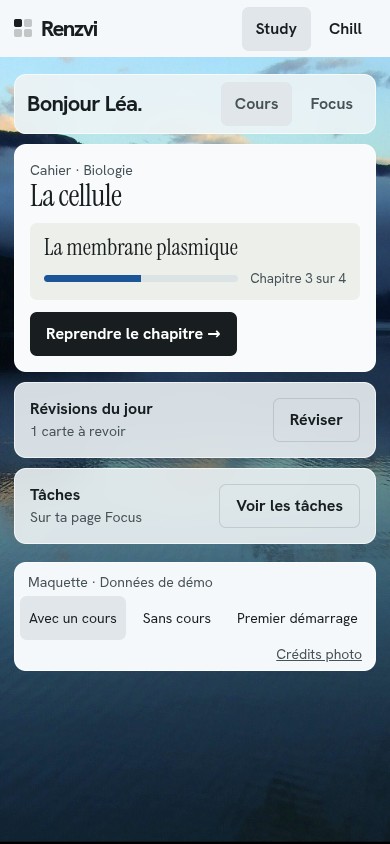 Renzvi
Study
Chill
Bonjour Léa.
Cours
Focus
Cahier · Biologie
La cellule
La membrane plasmique
Chapitre 3 sur 4
Reprendre le chapitre →
Révisions du jour
1 carte à revoir
Réviser
Tâches
Sur ta page Focus
Voir les tâches
Maquette · Données de démo
Avec un cours
Sans cours
Premier démarrage
Crédits photo